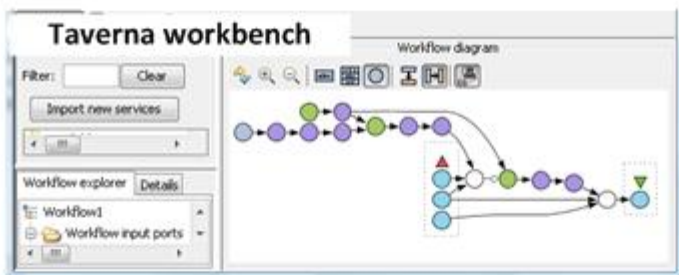 Taverna workbench
Workflow diagram
Filter:
Clear
Import new services
Workflow explorer
Details
Workflow1
Workflow input ports